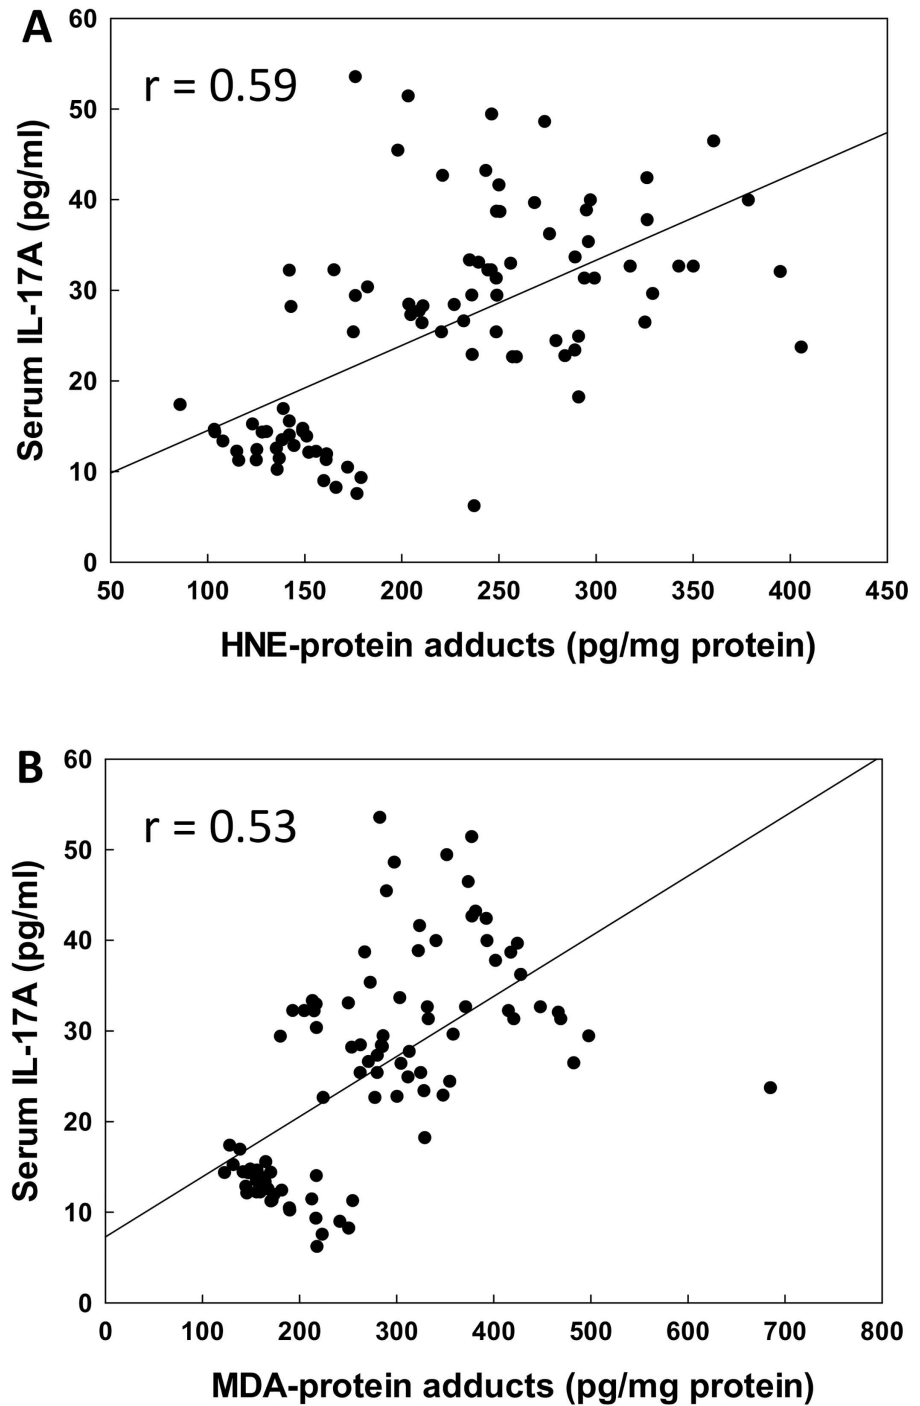 A
r = 0.59
Serum IL-17A (pg/ml)
60
50
40
30
20
10
0
50 100 150 200 250 300 350 400 450
HNE-protein adducts (pg/mg protein)
B
r = 0.53
Serum IL-17A (pg/ml)
60
50
40
30
20
10
0
0 100 200 300 400 500 600 700 800
MDA-protein adducts (pg/mg protein)